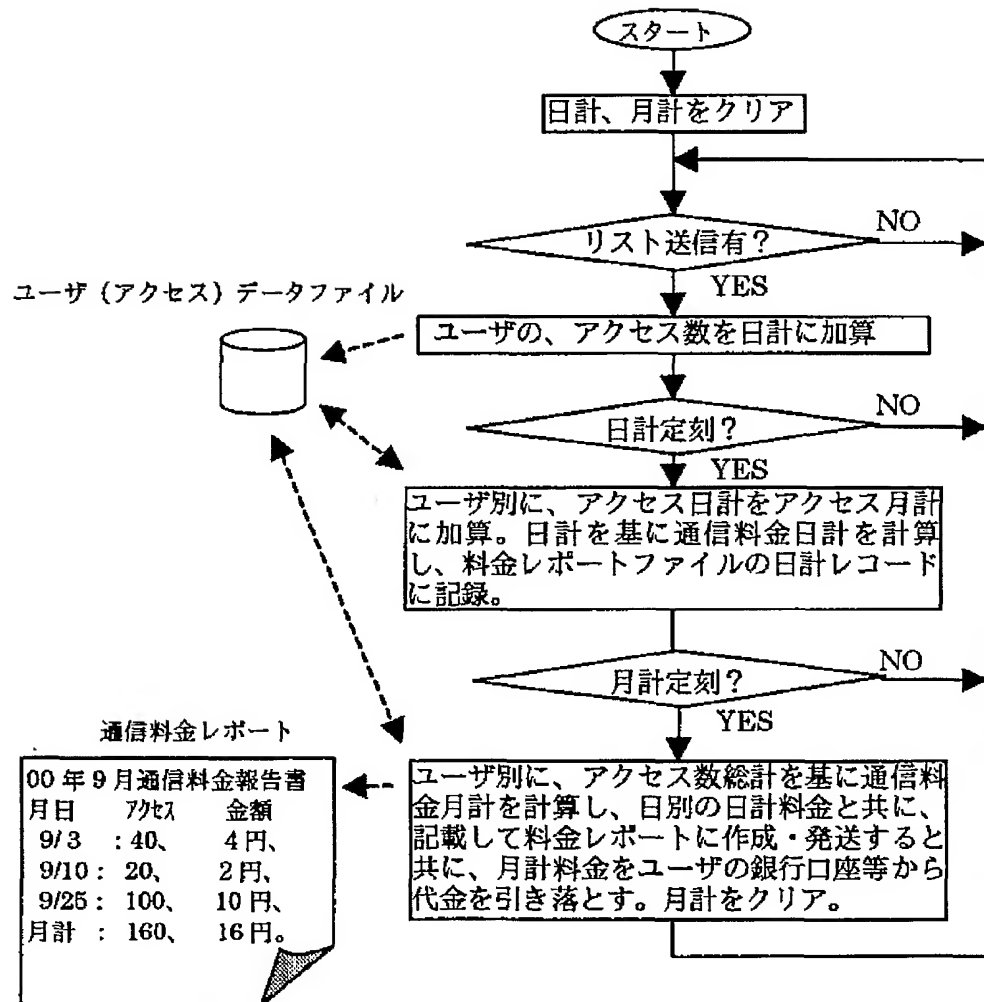 スタート
日計、月計をクリア
リスト送信有?
NO
YES
ユーザ（アクセス）データファイル
ユーザの、アクセス数を日計に加算
日計定刻?
NO
YES
ユーザ別に、アクセス日計をアクセス月計
に加算。日計を基に通信料金日計を計算
し、料金レポートファイルの日計レコード
に記録。
月計定刻?
NO
YES
通信料金レポート
00年9月通信料金報告書
月日 アクセス 金額
9/3 :40、 4円、
9/10: 20、 2円、
9/25: 100、 10円、
月計 : 160、 16円。
ユーザ別に、アクセス数総計を基に通信料
金月計を計算し、日別の日計料金と共に、
記載して料金レポートに作成・発送すると
共に、月計料金をユーザの銀行口座等から
代金を引き落とす。月計をクリア。